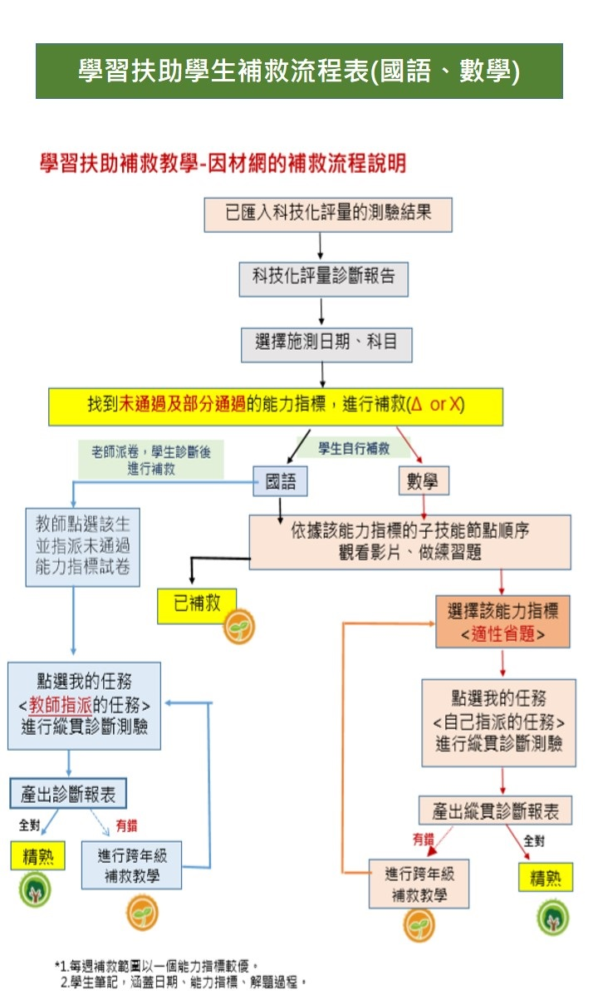 學習扶助學生補救流程表(國語、數學)
學習扶助補救教學-因材網的補救流程說明
已匯入科技化評量的測驗結果
科技化評量診斷報告
選擇施測日期、科目
找到未通過及部分通過的能力指標，進行補救(Δ or X)
老師派卷，學生診斷後
進行補救
學生自行補救
國語
數學
教師點選該生
並指派未通過
能力指標試卷
依據該能力指標的子技能節點順序
觀看影片、做練習題
已補救
選擇該能力指標
<適性省題>
點選我的任務
<教師指派的任務>
進行縱貫診斷測驗
點選我的任務
<自己指派的任務>
進行縱貫診斷測驗
產出診斷報表
全對
有錯
精熟
進行跨年級
補救教學
產出縱貫診斷報表
有錯
全對
進行跨年級
補救教學
精熟
*1.每週補救範圍以一個能力指標較優。
2.學生筆記，涵蓋日期、能力指標、解題過程。